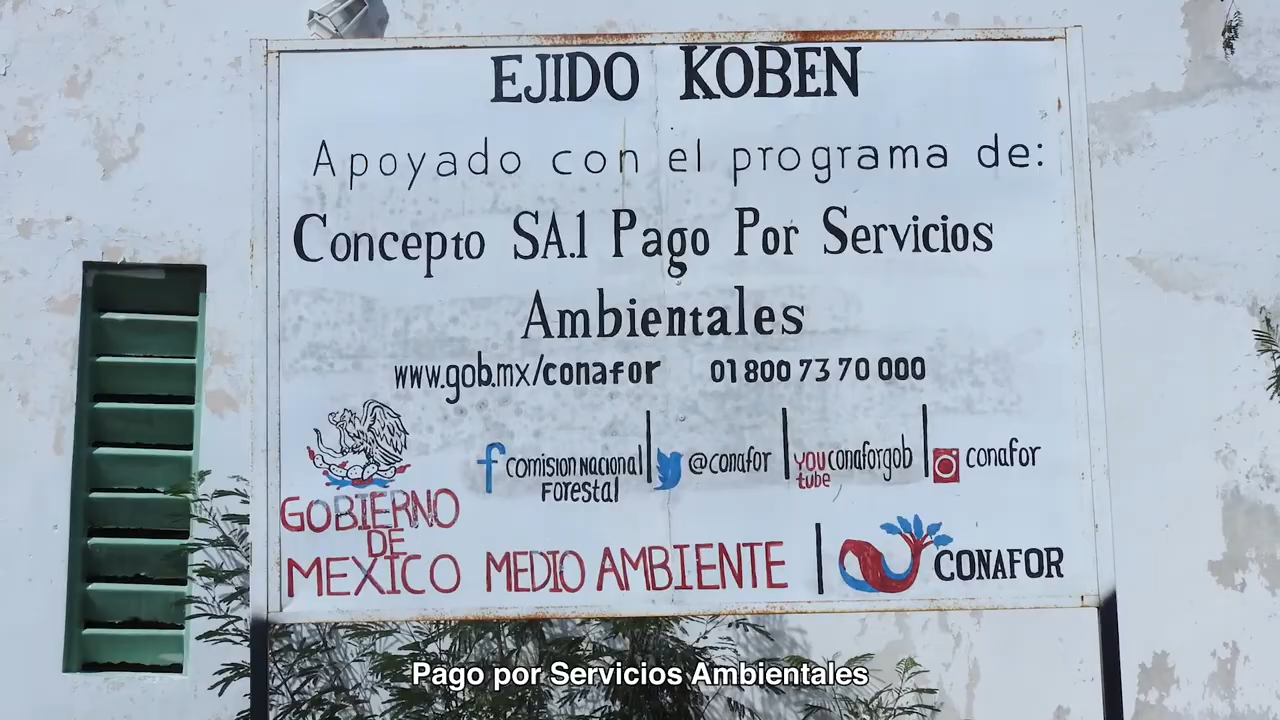 EJIDO KOBEN
Apoyado con el programa de:
Concepto SA.1 Pago Por Servicios
Ambientales
www.gob.mx/conafor 01 800 73 70 000
f COMISION NACIONAL FORESTAL | @conafor | YOU tube conaforgob | conafor
GOBIERNO
DE
MEXICO MEDIO AMBIENTE | CONAFOR
Pago por Servicios Ambientales